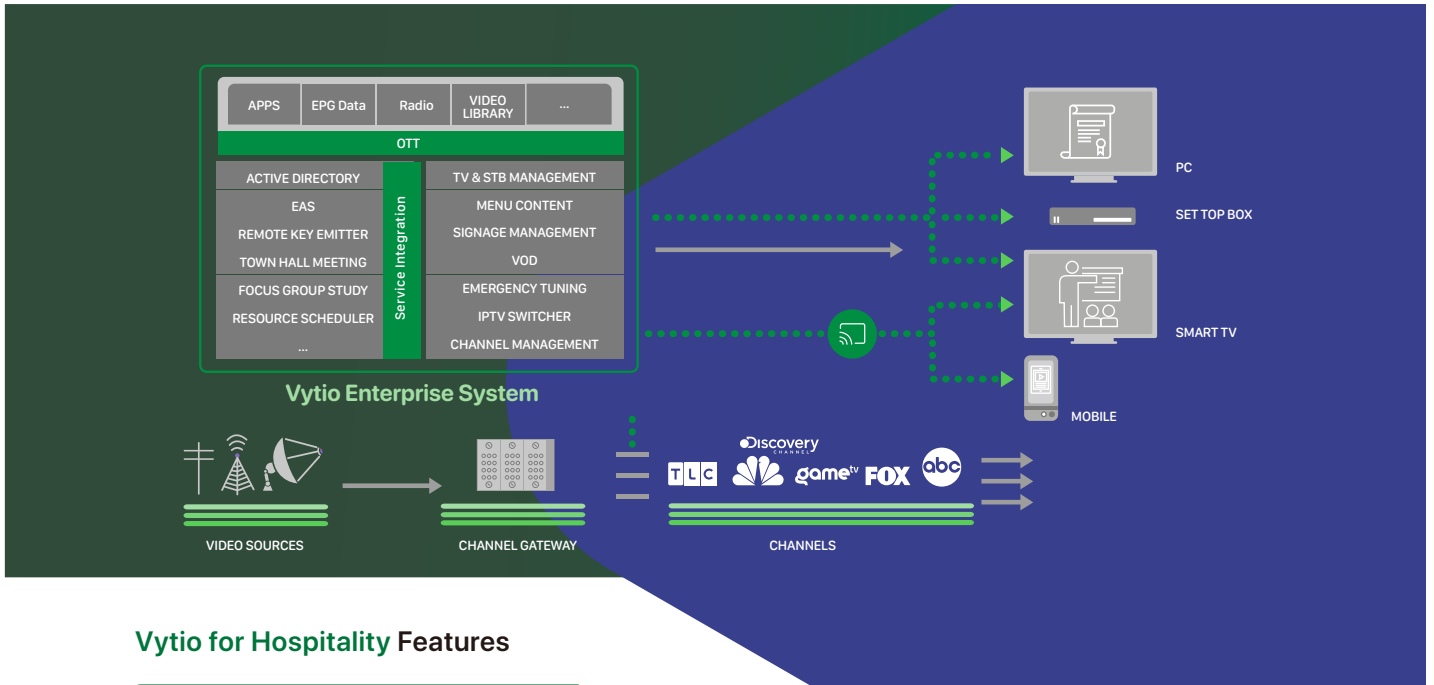 APPS
EPG Data
Radio
VIDEO
LIBRARY
...
OTT
ACTIVE DIRECTORY
EAS
REMOTE KEY EMITTER
TOWN HALL MEETING
FOCUS GROUP STUDY
RESOURCE SCHEDULER
...
Service Integration
TV & STB MANAGEMENT
MENU CONTENT
SIGNAGE MANAGEMENT
VOD
EMERGENCY TUNING
IPTV SWITCHER
CHANNEL MANAGEMENT
Vytio Enterprise System
PC
SET TOP BOX
SMART TV
MOBILE
Discovery
CHANNEL
TLC
gametv
FOX
abc
VIDEO SOURCES
CHANNEL GATEWAY
CHANNELS
Vytio for Hospitality Features